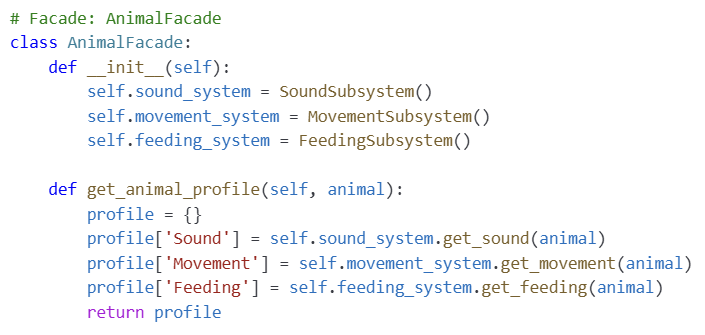 # Facade: AnimalFacade
class AnimalFacade:
    def __init__(self):
        self.sound_system = SoundSubsystem()
        self.movement_system = MovementSubsystem()
        self.feeding_system = FeedingSubsystem()

    def get_animal_profile(self, animal):
        profile = {}
        profile['Sound'] = self.sound_system.get_sound(animal)
        profile['Movement'] = self.movement_system.get_movement(animal)
        profile['Feeding'] = self.feeding_system.get_feeding(animal)
        return profile